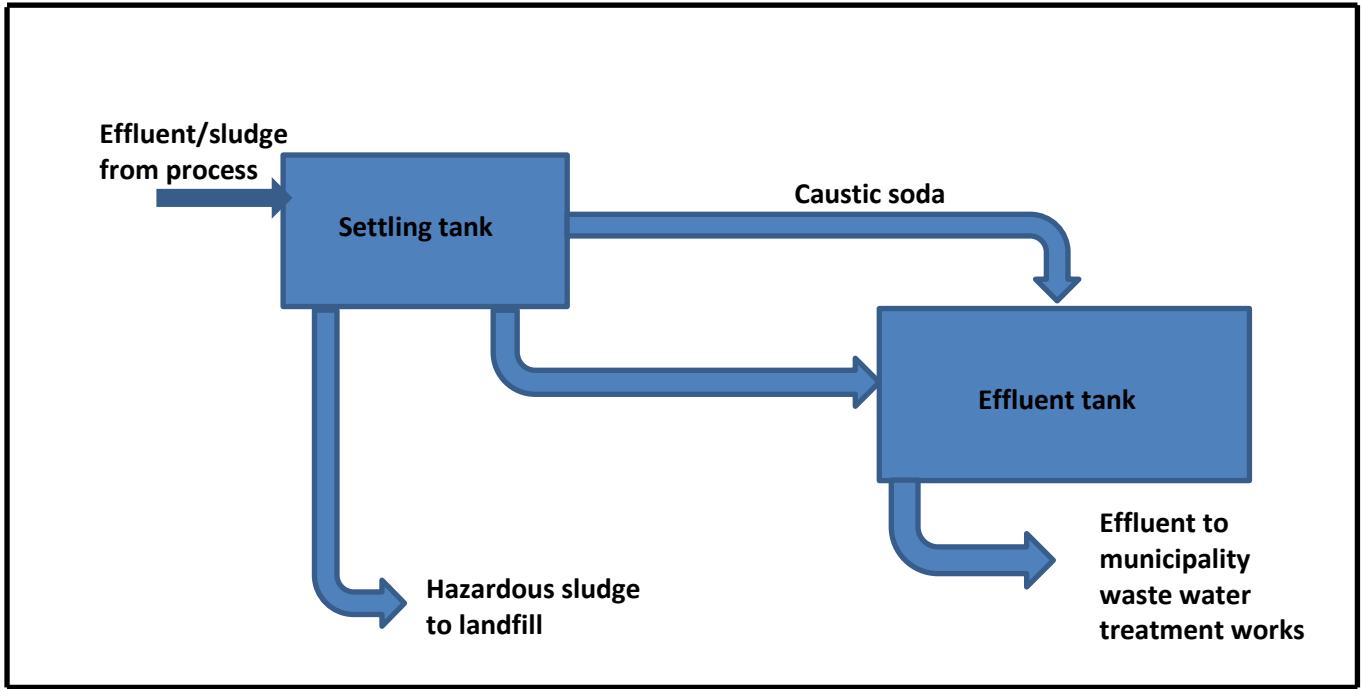 Effluent/sludge
from process
Settling tank
Caustic soda
Effluent tank
Hazardous sludge
to landfill
Effluent to
municipality
waste water
treatment works